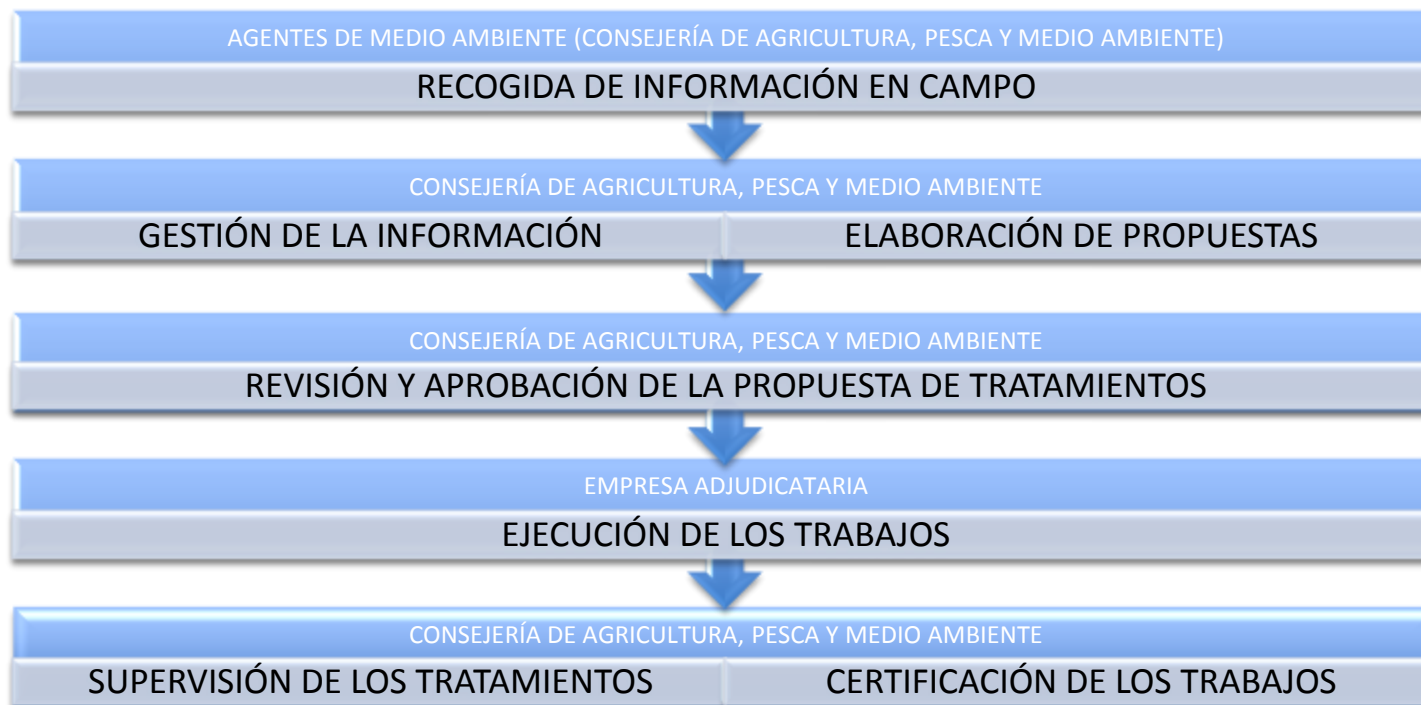 AGENTES DE MEDIO AMBIENTE (CONSEJERÍA DE AGRICULTURA, PESCA Y MEDIO AMBIENTE)
RECOGIDA DE INFORMACIÓN EN CAMPO
CONSEJERÍA DE AGRICULTURA, PESCA Y MEDIO AMBIENTE
GESTIÓN DE LA INFORMACIÓN
ELABORACIÓN DE PROPUESTAS
CONSEJERÍA DE AGRICULTURA, PESCA Y MEDIO AMBIENTE
REVISIÓN Y APROBACIÓN DE LA PROPUESTA DE TRATAMIENTOS
EMPRESA ADJUDICATARIA
EJECUCIÓN DE LOS TRABAJOS
CONSEJERÍA DE AGRICULTURA, PESCA Y MEDIO AMBIENTE
SUPERVISIÓN DE LOS TRATAMIENTOS
CERTIFICACIÓN DE LOS TRABAJOS